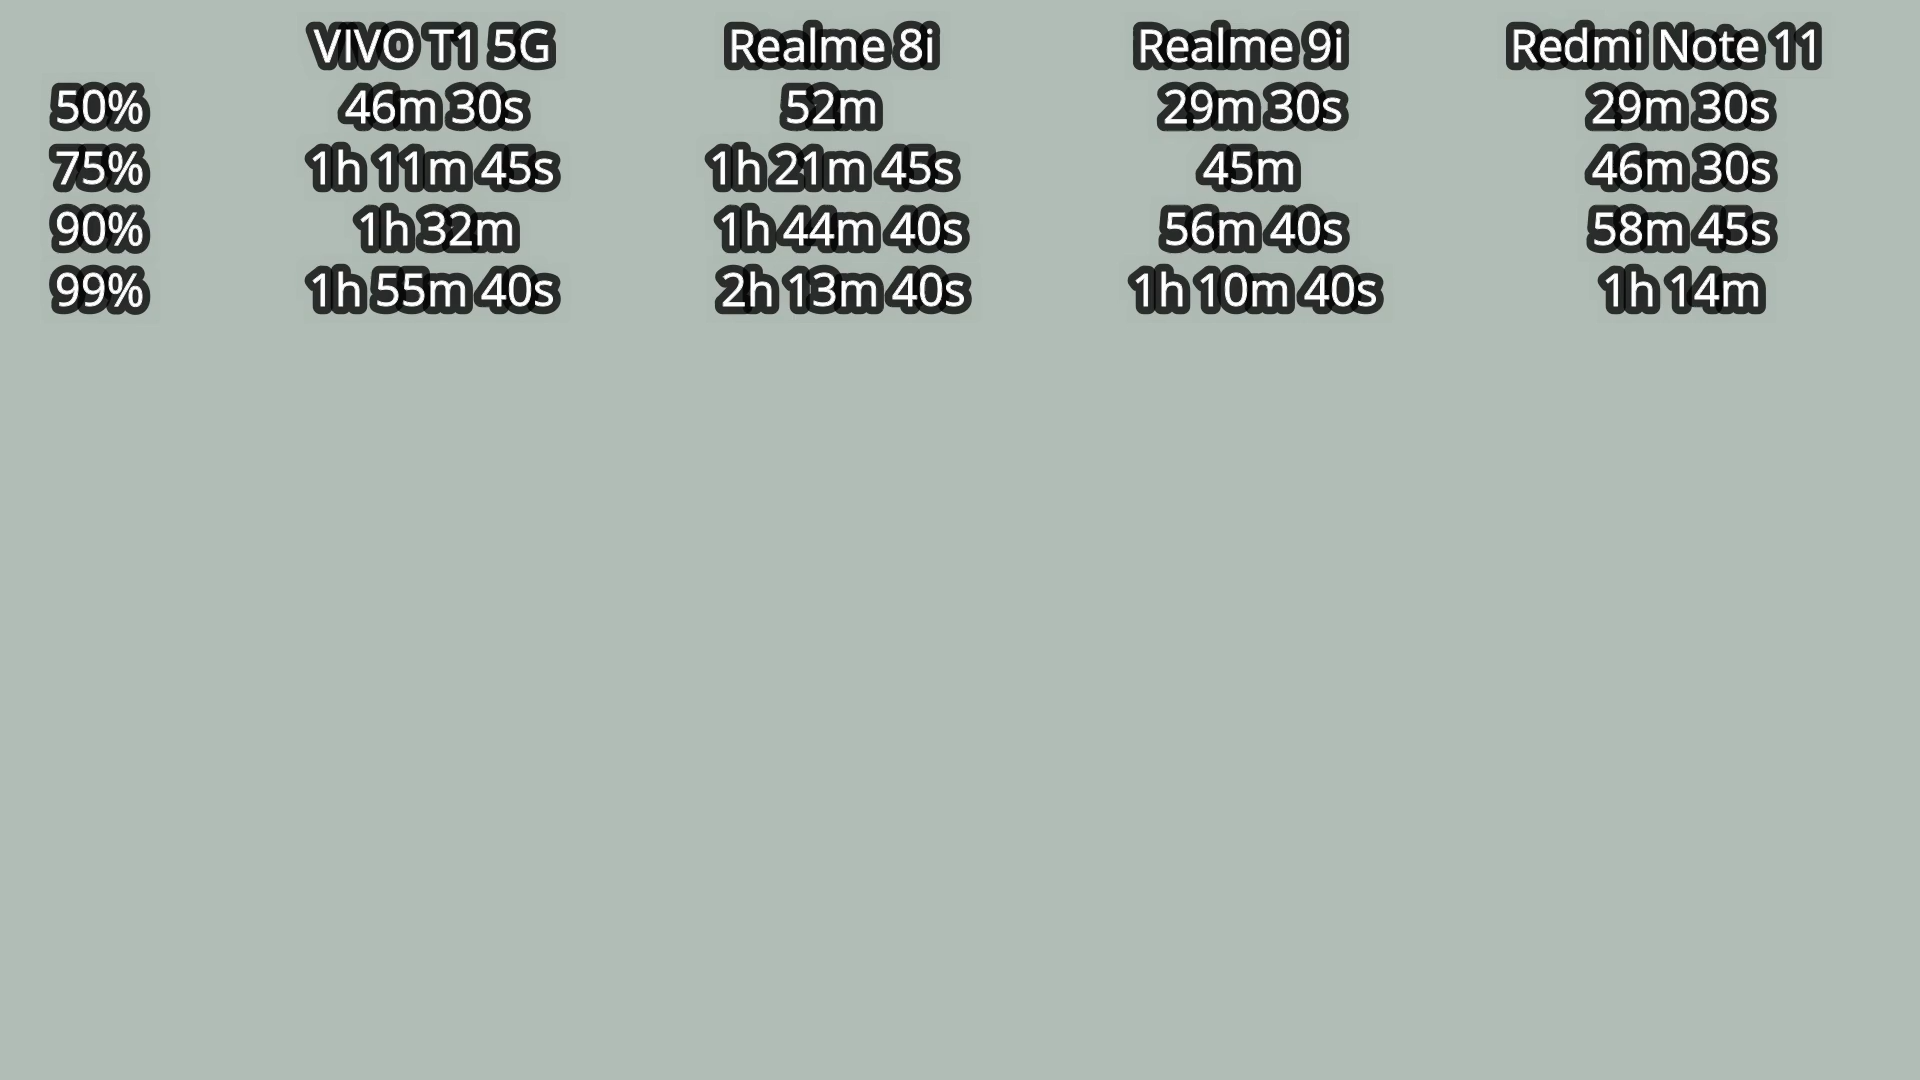 VIVO T1 5G Realme 8i Realme 9i Redmi Note 11
50% 46m 30s 52m 29m 30s 29m 30s
75% 1h 11m 45s 1h 21m 45s 45m 46m 30s
90% 1h 32m 1h 44m 40s 56m 40s 58m 45s
99% 1h 55m 40s 2h 13m 40s 1h 10m 40s 1h 14m